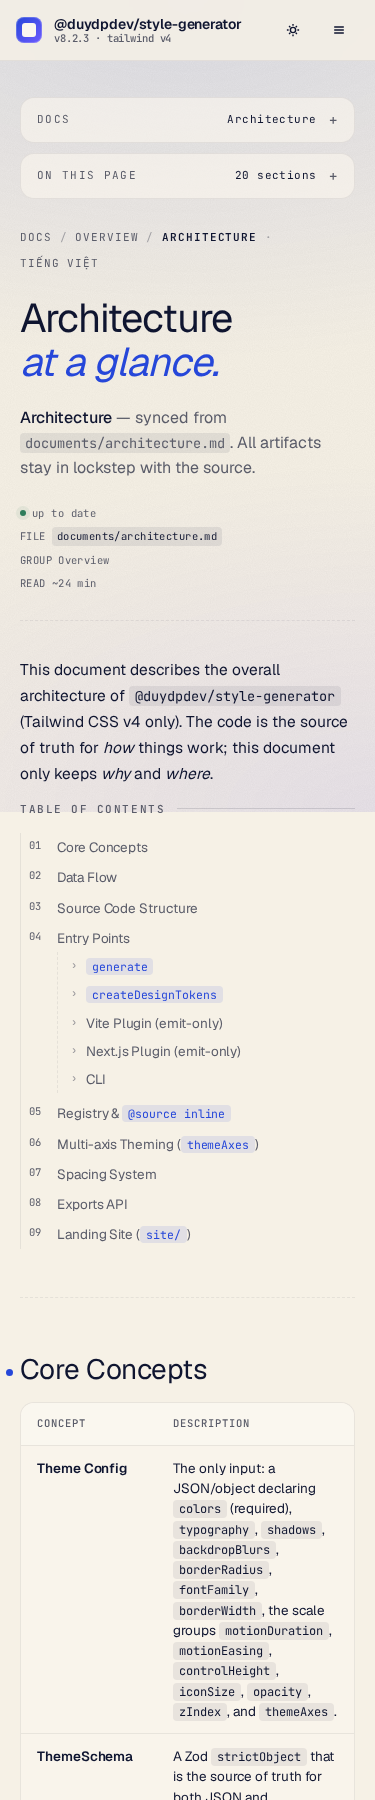 @duydpdev/style-generator
v8.2.3 · tailwind v4
DOCS Architecture +
ON THIS PAGE 20 sections +
DOCS / OVERVIEW / ARCHITECTURE ·
TIẾNG VIỆT
Architecture
at a glance.
Architecture — synced from
documents/architecture.md. All artifacts
stay in lockstep with the source.
up to date
FILE documents/architecture.md
GROUP Overview
READ ~24 min
This document describes the overall
architecture of @duydpdev/style-generator
(Tailwind CSS v4 only). The code is the source
of truth for how things work; this document
only keeps why and where.
TABLE OF CONTENTS
01 Core Concepts
02 Data Flow
03 Source Code Structure
04 Entry Points
› generate
› createDesignTokens
› Vite Plugin (emit-only)
› Next.js Plugin (emit-only)
› CLI
05 Registry & @source inline
06 Multi-axis Theming (themeAxes)
07 Spacing System
08 Exports API
09 Landing Site (site/)
Core Concepts
CONCEPT DESCRIPTION
Theme Config The only input: a
JSON/object declaring
colors (required),
typography, shadows,
backdropBlurs,
borderRadius,
fontFamily,
borderWidth, the scale
groups motionDuration,
motionEasing,
controlHeight,
iconSize, opacity,
zIndex, and themeAxes.
ThemeSchema A Zod strictObject that
is the source of truth for
both JSON and